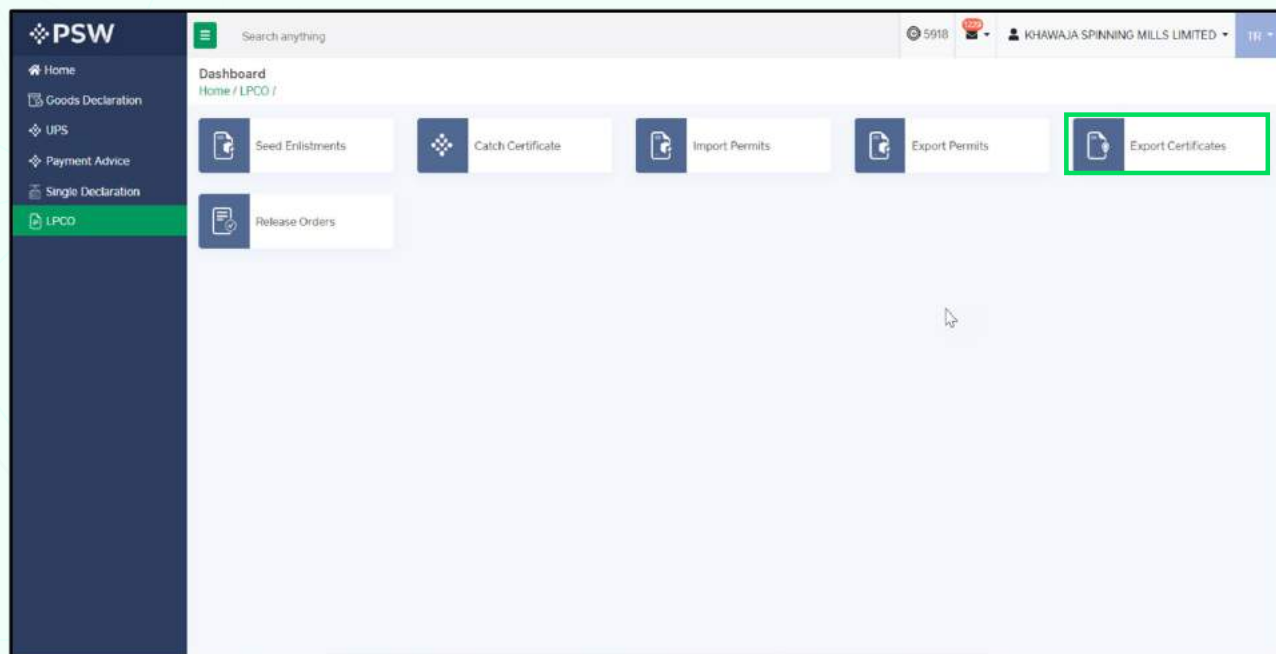 PSW
Search anything
5918
1229
KHAWAJA SPINNING MILLS LIMITED
TR
Home
Goods Declaration
UPS
Payment Advice
Single Declaration
LPCO
Dashboard
Home / LPCO /
Seed Enlistments
Catch Certificate
Import Permits
Export Permits
Export Certificates
Release Orders